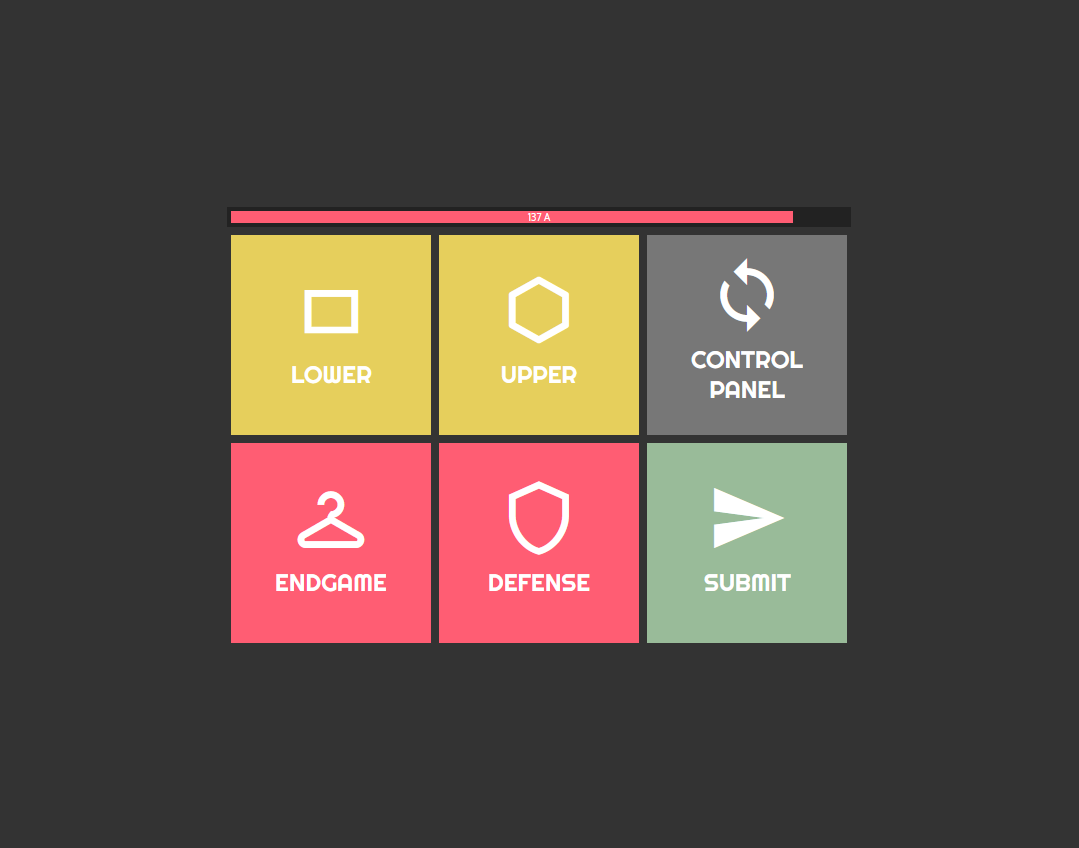 137 A
LOWER
UPPER
CONTROL
PANEL
ENDGAME
DEFENSE
SUBMIT